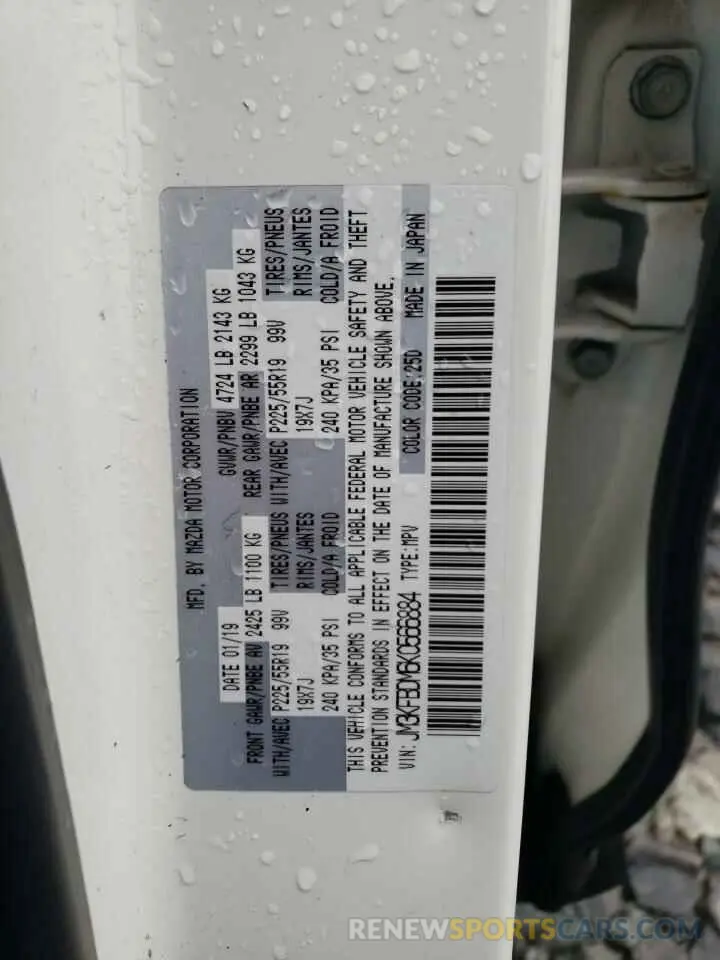 MFD. BY MAZDA MOTOR CORPORATION
DATE 01/19 GVWR/PNBV 4724 LB 2143 KG
FRONT GAWR/PNBE AV 2425 LB 1100 KG REAR GAWR/PNBE AR 2299 LB 1043 KG
WITH/AVEC P225/55R19 99V TIRES/PNEUS WITH/AVEC P225/55R19 99V TIRES/PNEUS
19X7J RIMS/JANTES 19X7J RIMS/JANTES
240 KPA/35 PSI COLD/A FROID 240 KPA/35 PSI COLD/A FROID
THIS VEHICLE CONFORMS TO ALL APPLICABLE FEDERAL MOTOR VEHICLE SAFETY AND THEFT
PREVENTION STANDARDS IN EFFECT ON THE DATE OF MANUFACTURE SHOWN ABOVE.
VIN: JM3KFBDM6K0566884 TYPE:MPV COLOR CODE:25D MADE IN JAPAN
RENEWSPORTSCARS.COM